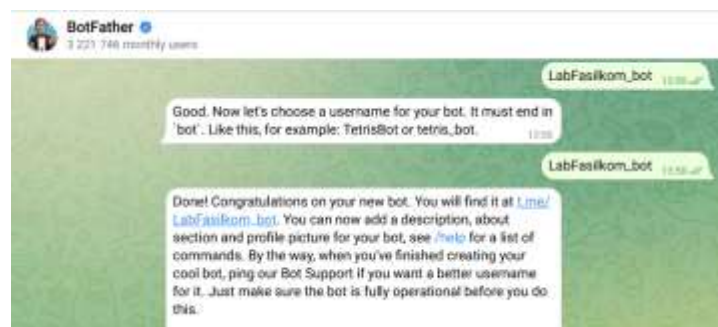 BotFather
3 221 746 monthly users
LabFasilkom_bot
Good. Now let's choose a username for your bot. It must end in
`bot`. Like this, for example: TetrisBot or tetris_bot.
LabFasilkom_bot
Done! Congratulations on your new bot. You will find it at t.me/
LabFasilkom_bot. You can now add a description, about
section and profile picture for your bot, see /help for a list of
commands. By the way, when you've finished creating your
cool bot, ping our Bot Support if you want a better username
for it. Just make sure the bot is fully operational before you do
this.